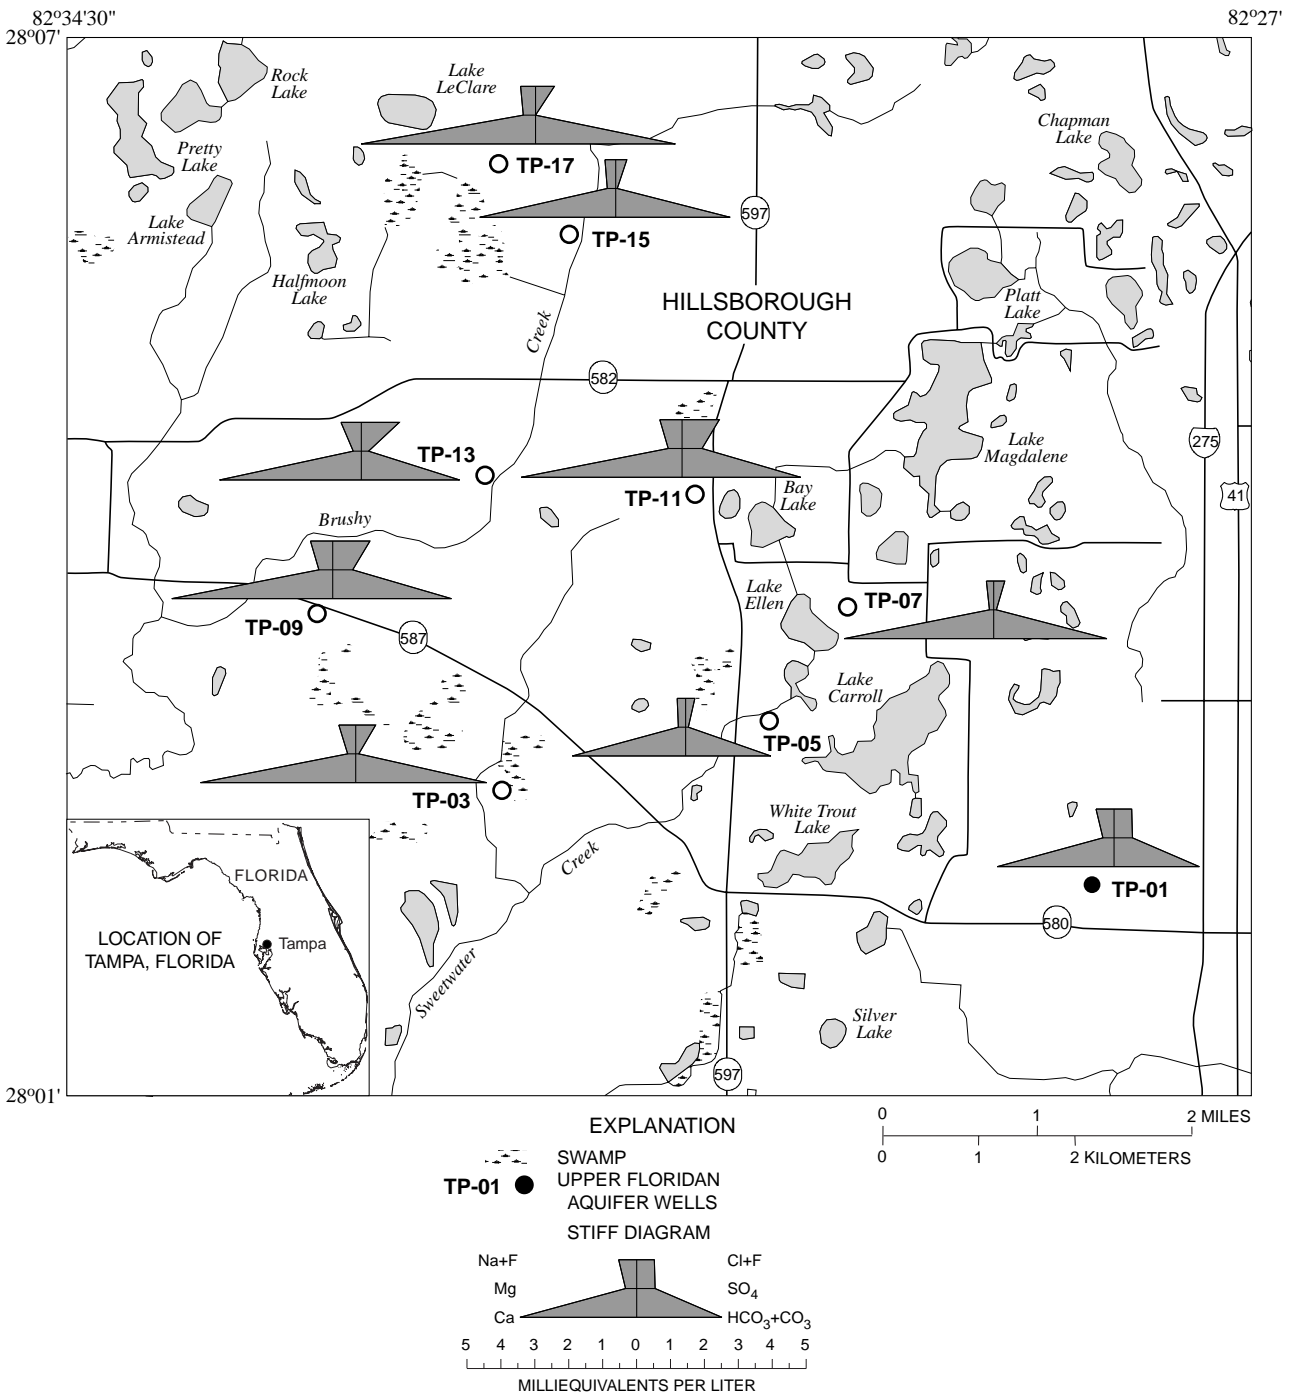 82º34'30"
82º27'
28º07'
Rock
Lake
Lake
LeClare
Chapman
Lake
Pretty
Lake
TP-17
Lake
Armistead
TP-15
597
Halfmoon
Lake
HILLSBOROUGH
COUNTY
Platt
Lake
Creek
582
Lake
Magdalene
275
TP-13
TP-11
Bay
Lake
41
Brushy
Lake
Ellen
TP-07
TP-09
587
Lake
Carroll
TP-05
TP-03
White Trout
Lake
Creek
FLORIDA
TP-01
LOCATION OF
TAMPA, FLORIDA
Tampa
580
Sweetwater
Silver
Lake
597
28º01'
EXPLANATION
0 1 2 MILES
0 1 2 KILOMETERS
SWAMP
TP-01 UPPER FLORIDAN
AQUIFER WELLS
STIFF DIAGRAM
Na+F Cl+F
Mg SO4
Ca HCO3+CO3
5 4 3 2 1 0 1 2 3 4 5
MILLIEQUIVALENTS PER LITER